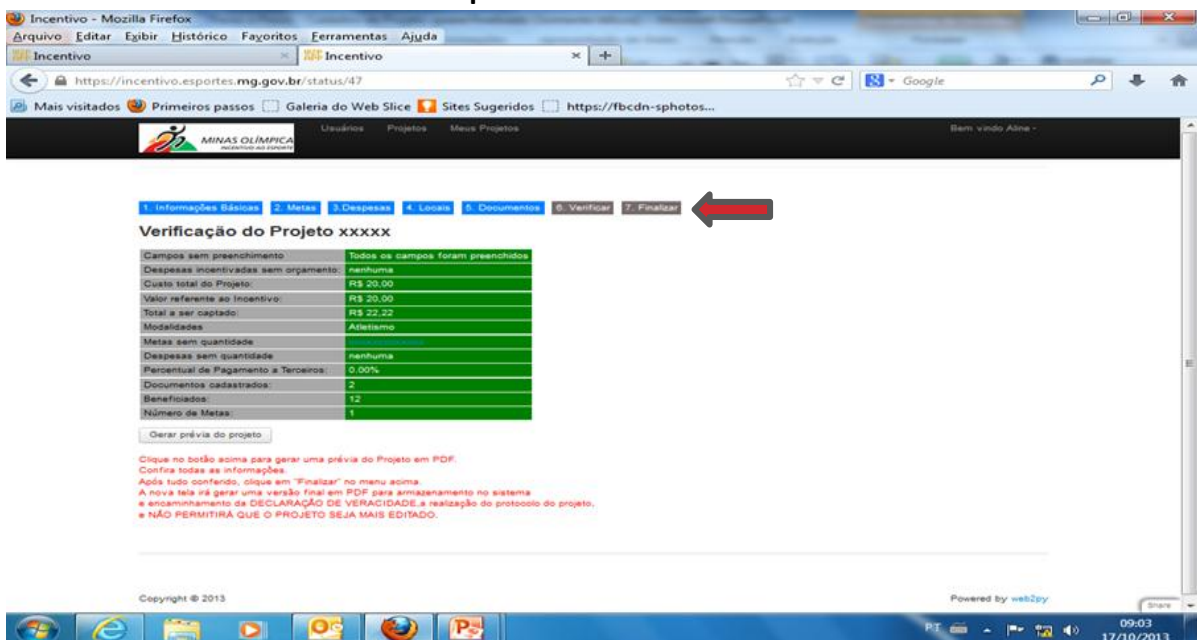 Incentivo - Mozilla Firefox
Arquivo Editar Exibir Histórico Favoritos Ferramentas Ajuda
Incentivo
Incentivo
https://incentivo.esportes.mg.gov.br/status/47
Google
Mais visitados Primeiros passos Galeria do Web Slice Sites Sugeridos https://fbcdn-sphotos...
MINAS OLÍMPICA
INCENTIVO AO ESPORTE
Usuários Projetos Meus Projetos
Bem vindo Aline
1. Informações Básicas 2. Metas 3.Despesas 4. Locais 5. Documentos 6. Verificar 7. Finalizar
Verificação do Projeto xxxxx
Campos sem preenchimento Todos os campos foram preenchidos
Despesas incentivadas sem orçamento: nenhuma
Custo total do Projeto: R$ 20,00
Valor referente ao Incentivo: R$ 20,00
Total a ser captado: R$ 22,22
Modalidades Atletismo
Metas sem quantidade
Despesas sem quantidade nenhuma
Percentual de Pagamento a Terceiros: 0.00%
Documentos cadastrados: 2
Beneficiados: 12
Número de Metas: 1
Gerar prévia do projeto
Clique no botão acima para gerar uma prévia do Projeto em PDF.
Confira todas as informações.
Após tudo conferido, clique em "Finalizar" no menu acima.
A nova tela irá gerar uma versão final em PDF para armazenamento no sistema
e encaminhamento da DECLARAÇÃO DE VERACIDADE,a realização do protocolo do projeto,
e NÃO PERMITIRÁ QUE O PROJETO SEJA MAIS EDITADO.
Copyright © 2013
Powered by web2py
Share
PT
09:03
17/10/2013